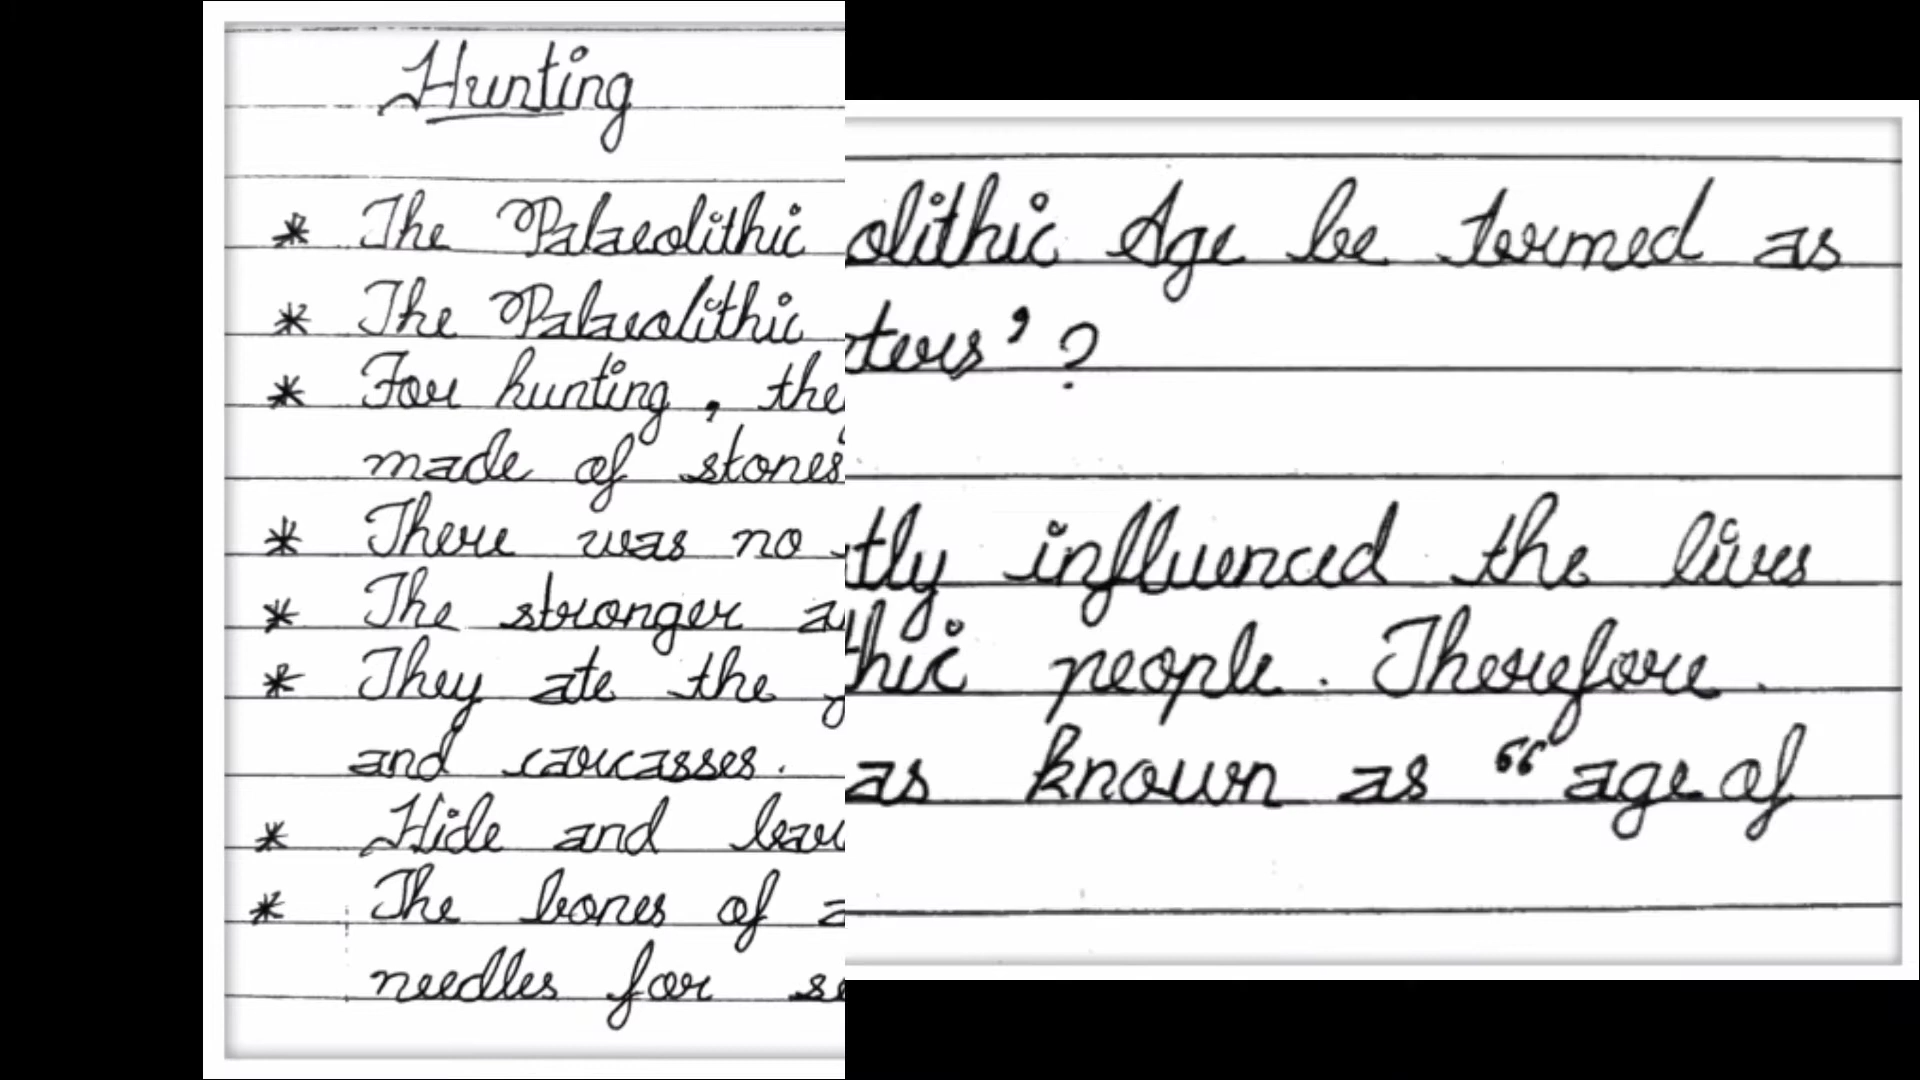 Hunting
* The Palaeolithic
* The Palaeolithic
* For hunting, the
made of stones
* There was no
* The stronger a
* They ate the
and carcasses.
* Hide and
* The bones of a
needles for se
olithic Age be termed as
ters'?
tly influenced the lives
thic people. Therefore
as known as “age of